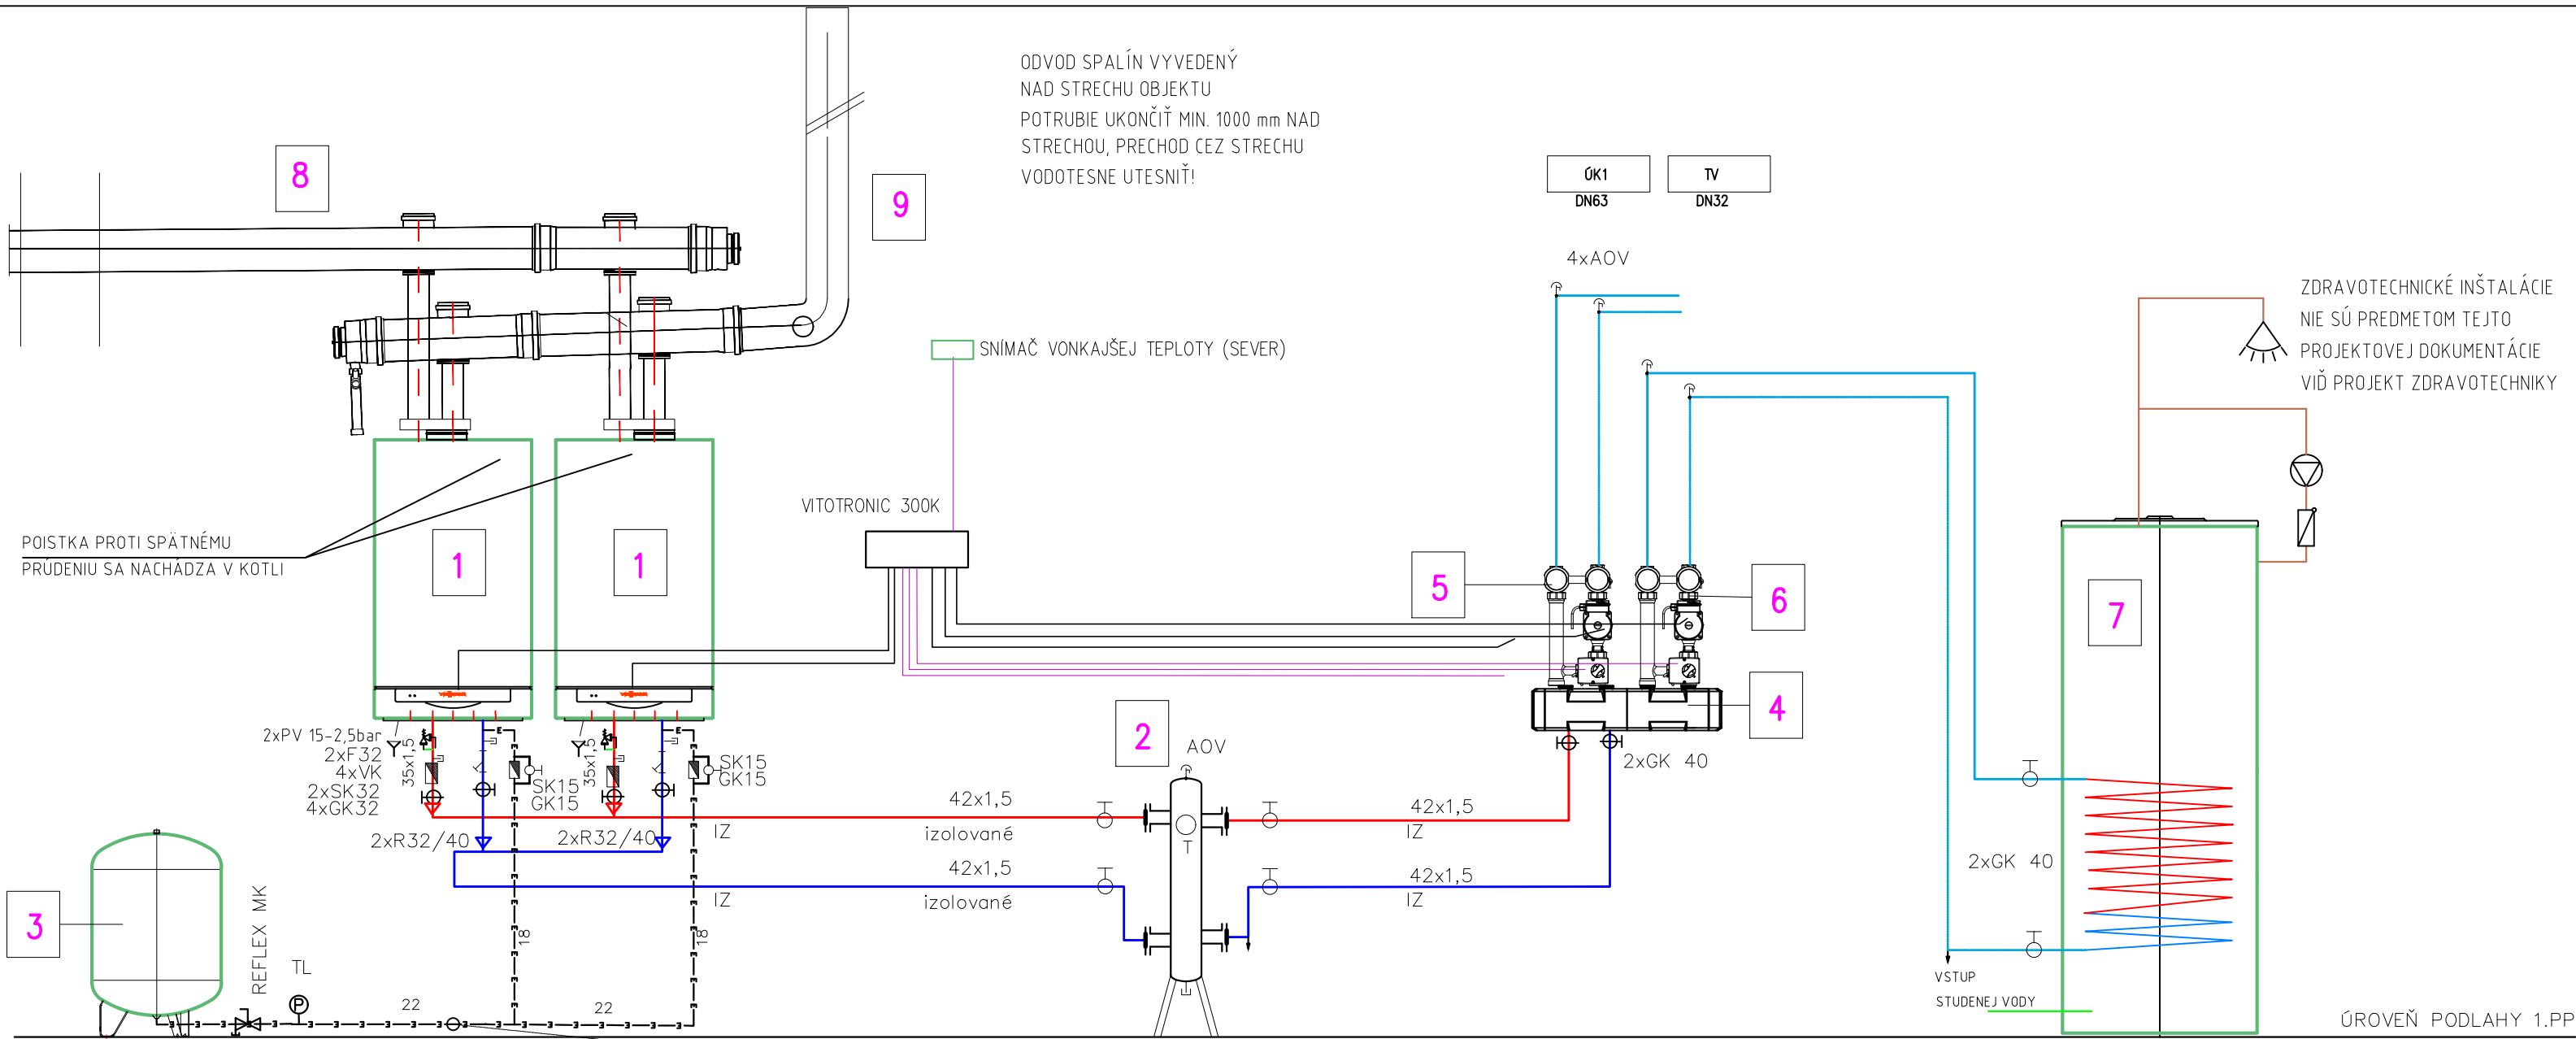 ODVOD SPALÍN VYVEDENÝ
NAD STRECHU OBJEKTU
POTRUBIE UKONČIŤ MIN. 1000 mm NAD
STRECHOU, PRECHOD CEZ STRECHU
VODOTESNE UTESNIŤ!
8
9
ÚK1
TV
DN63
DN32
4xAOV
ZDRAVOTECHNICKÉ INŠTALÁCIE
NIE SÚ PREDMETOM TEJTO
PROJEKTOVEJ DOKUMENTÁCIE
VIĎ PROJEKT ZDRAVOTECHNIKY
SNÍMAČ VONKAJŠEJ TEPLOTY (SEVER)
VITOTRONIC 300K
POISTKA PROTI SPÄTNÉMU
PRÚDENIU SA NACHÁDZA V KOTLI
1
1
5
6
7
4
2
AOV
2xGK 40
2xPV 15-2,5bar
2xF32
4xVK
2xSK32
4xGK32
35x1,5
35x1,5
SK15
GK15
SK15
GK15
2xR32/40
2xR32/40
IZ
42x1,5
izolované
42x1,5
IZ
T
42x1,5
izolované
IZ
42x1,5
IZ
2xGK 40
3
REFLEX MK
TL
P
22
22
18
18
VSTUP
STUDENEJ VODY
ÚROVEŇ PODLAHY 1.PP